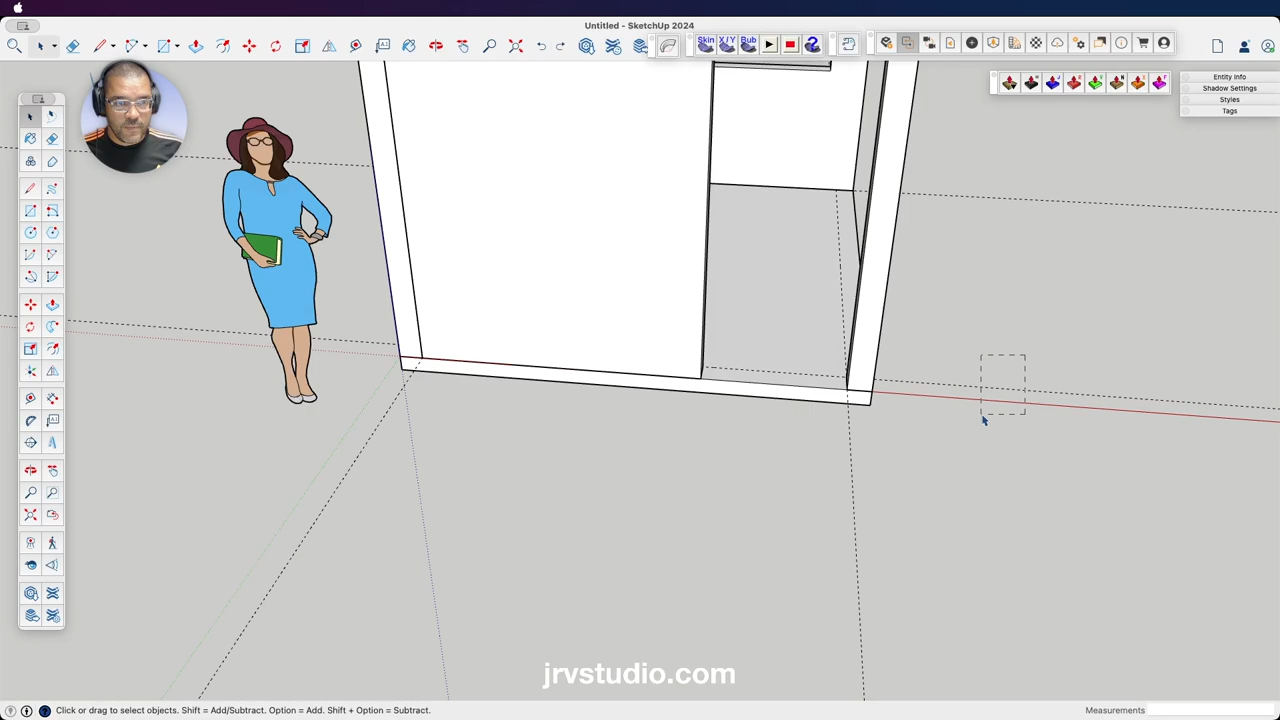 Untitled - SketchUp 2024
Skin
X/Y
Bub
Entity Info
Shadow Settings
Styles
Tags
jrvstudio.com
Click or drag to select objects. Shift = Add/Subtract. Option = Add. Shift + Option = Subtract.
Measurements